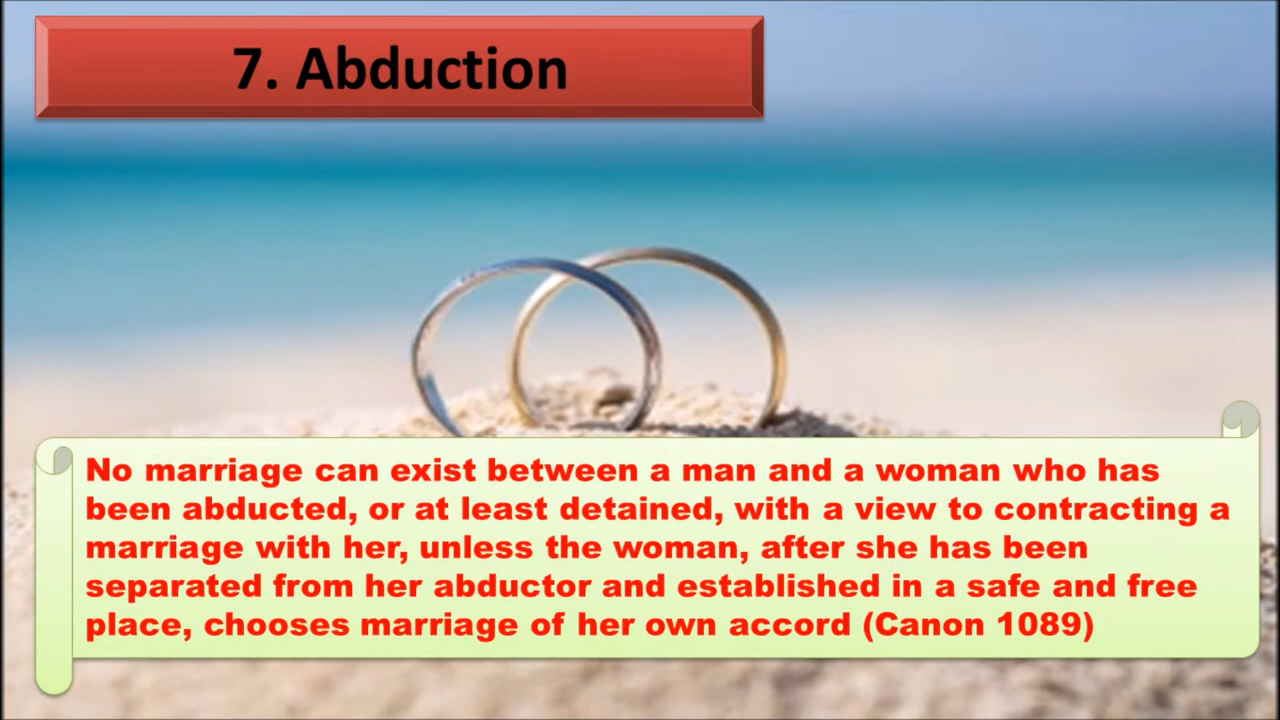 7. Abduction
No marriage can exist between a man and a woman who has
been abducted, or at least detained, with a view to contracting a
marriage with her, unless the woman, after she has been
separated from her abductor and established in a safe and free
place, chooses marriage of her own accord (Canon 1089)